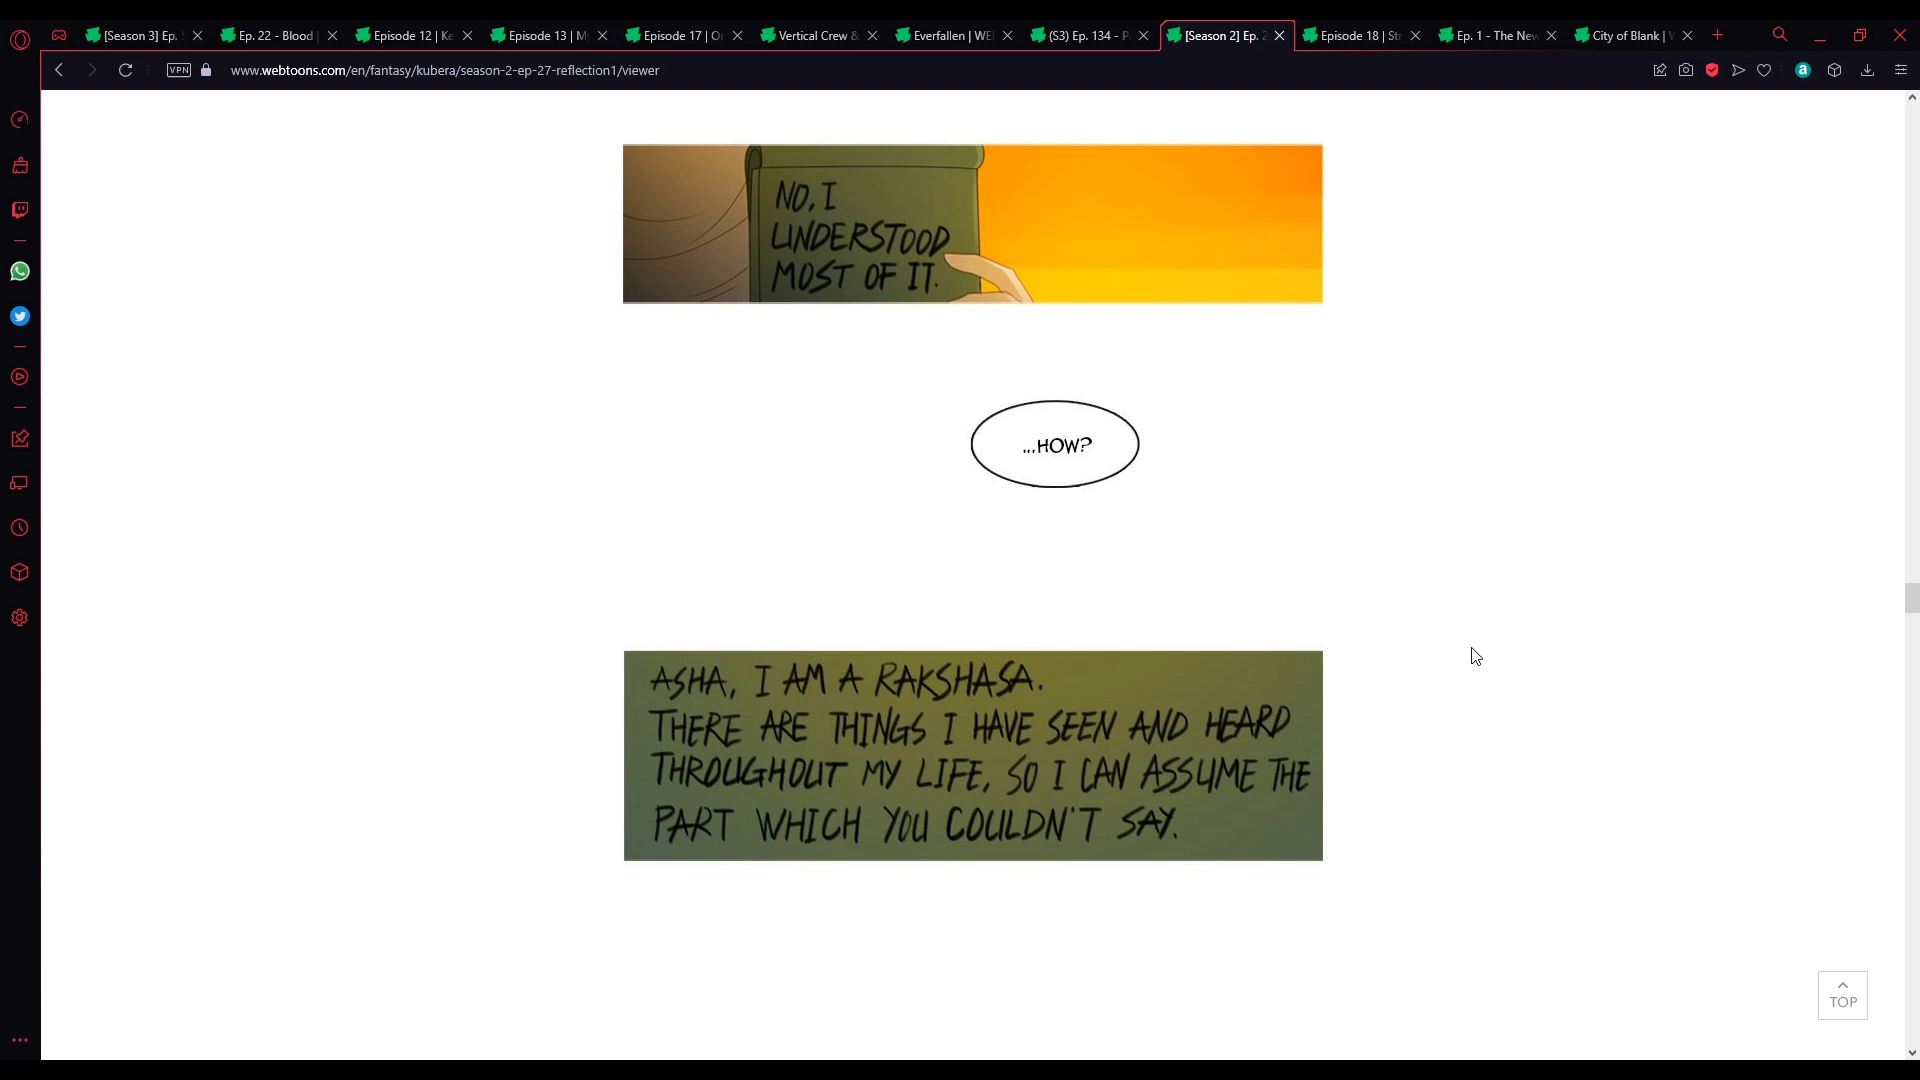 [Season 3] Ep.
Ep. 22 - Blood
Episode 12 | Ke
Episode 13 | M
Episode 17 | Or
Vertical Crew &
Everfallen | WE
(S3) Ep. 134 - P
[Season 2] Ep. 2
Episode 18 | St
Ep. 1 - The New
City of Blank |
VPN
www.webtoons.com/en/fantasy/kubera/season-2-ep-27-reflection1/viewer
a
NO, I
UNDERSTOOD
MOST OF IT.
...HOW?
ASHA, I AM A RAKSHASA.
THERE ARE THINGS I HAVE SEEN AND HEARD
THROUGHOUT MY LIFE, SO I CAN ASSUME THE
PART WHICH YOU COULDN'T SAY.
TOP